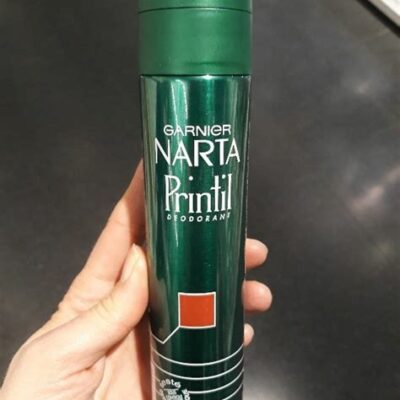 GARNIER
NARTA
Printil
DEODORANT